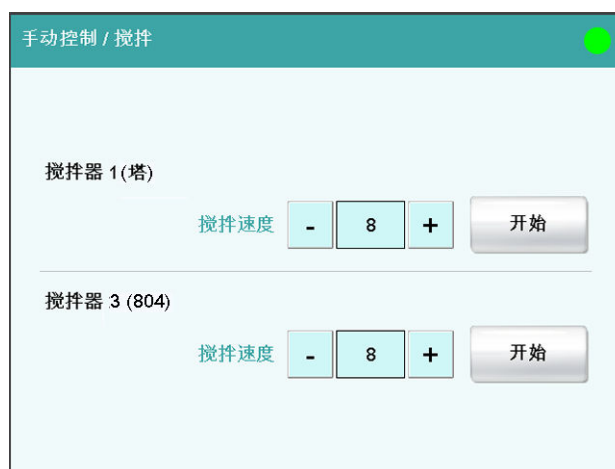 手动控制 / 搅拌
搅拌器 1(塔)
搅拌速度 - 8 + 开始
搅拌器 3 (804)
搅拌速度 - 8 + 开始